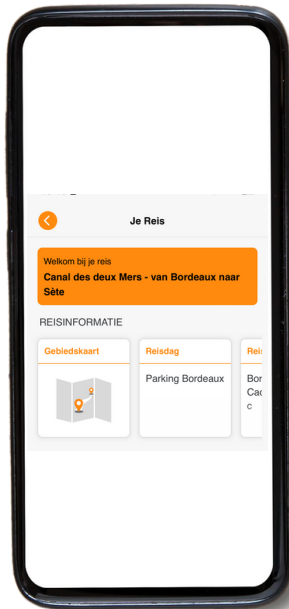 Je Reis
Welkom bij je reis
Canal des deux Mers - van Bordeaux naar
Sète
REISINFORMATIE
Gebiedskaart
Reisdag
Parking Bordeaux